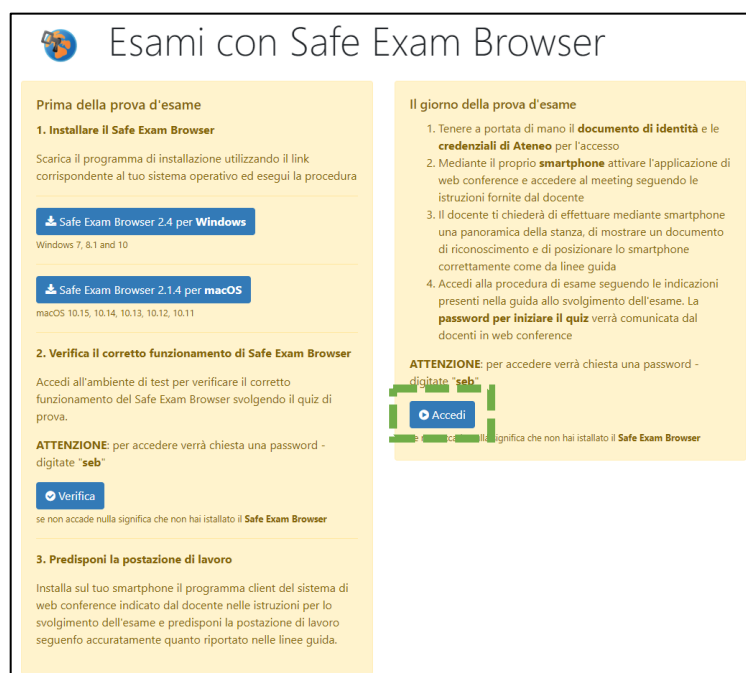 Esami con Safe Exam Browser
Prima della prova d'esame
1. Installare il Safe Exam Browser
Scarica il programma di installazione utilizzando il link
corrispondente al tuo sistema operativo ed esegui la procedura
Safe Exam Browser 2.4 per Windows
Windows 7, 8.1 and 10
Safe Exam Browser 2.1.4 per macOS
macOS 10.15, 10.14, 10.13, 10.12, 10.11
2. Verifica il corretto funzionamento di Safe Exam Browser
Accedi all'ambiente di test per verificare il corretto
funzionamento del Safe Exam Browser svolgendo il quiz di
prova.
ATTENZIONE: per accedere verrà chiesta una password -
digitate "seb"
Verifica
se non accade nulla significa che non hai istallato il Safe Exam Browser
3. Predisponi la postazione di lavoro
Installa sul tuo smartphone il programma client del sistema di
web conference indicato dal docente nelle istruzioni per lo
svolgimento dell'esame e predisponi la postazione di lavoro
seguenfo accuratamente quanto riportato nelle linee guida.
Il giorno della prova d'esame
1. Tenere a portata di mano il documento di identità e le
credenziali di Ateneo per l'accesso
2. Mediante il proprio smartphone attivare l'applicazione di
web conference e accedere al meeting seguendo le
istruzioni fornite dal docente
3. Il docente ti chiederà di effettuare mediante smartphone
una panoramica della stanza, di mostrare un documento
di riconoscimento e di posizionare lo smartphone
correttamente come da linee guida
4. Accedi alla procedura di esame seguendo le indicazioni
presenti nella guida allo svolgimento dell'esame. La
password per iniziare il quiz verrà comunicata dal
docenti in web conference
ATTENZIONE: per accedere verrà chiesta una password -
digitate "seb"
Accedi
significa che non hai istallato il Safe Exam Browser